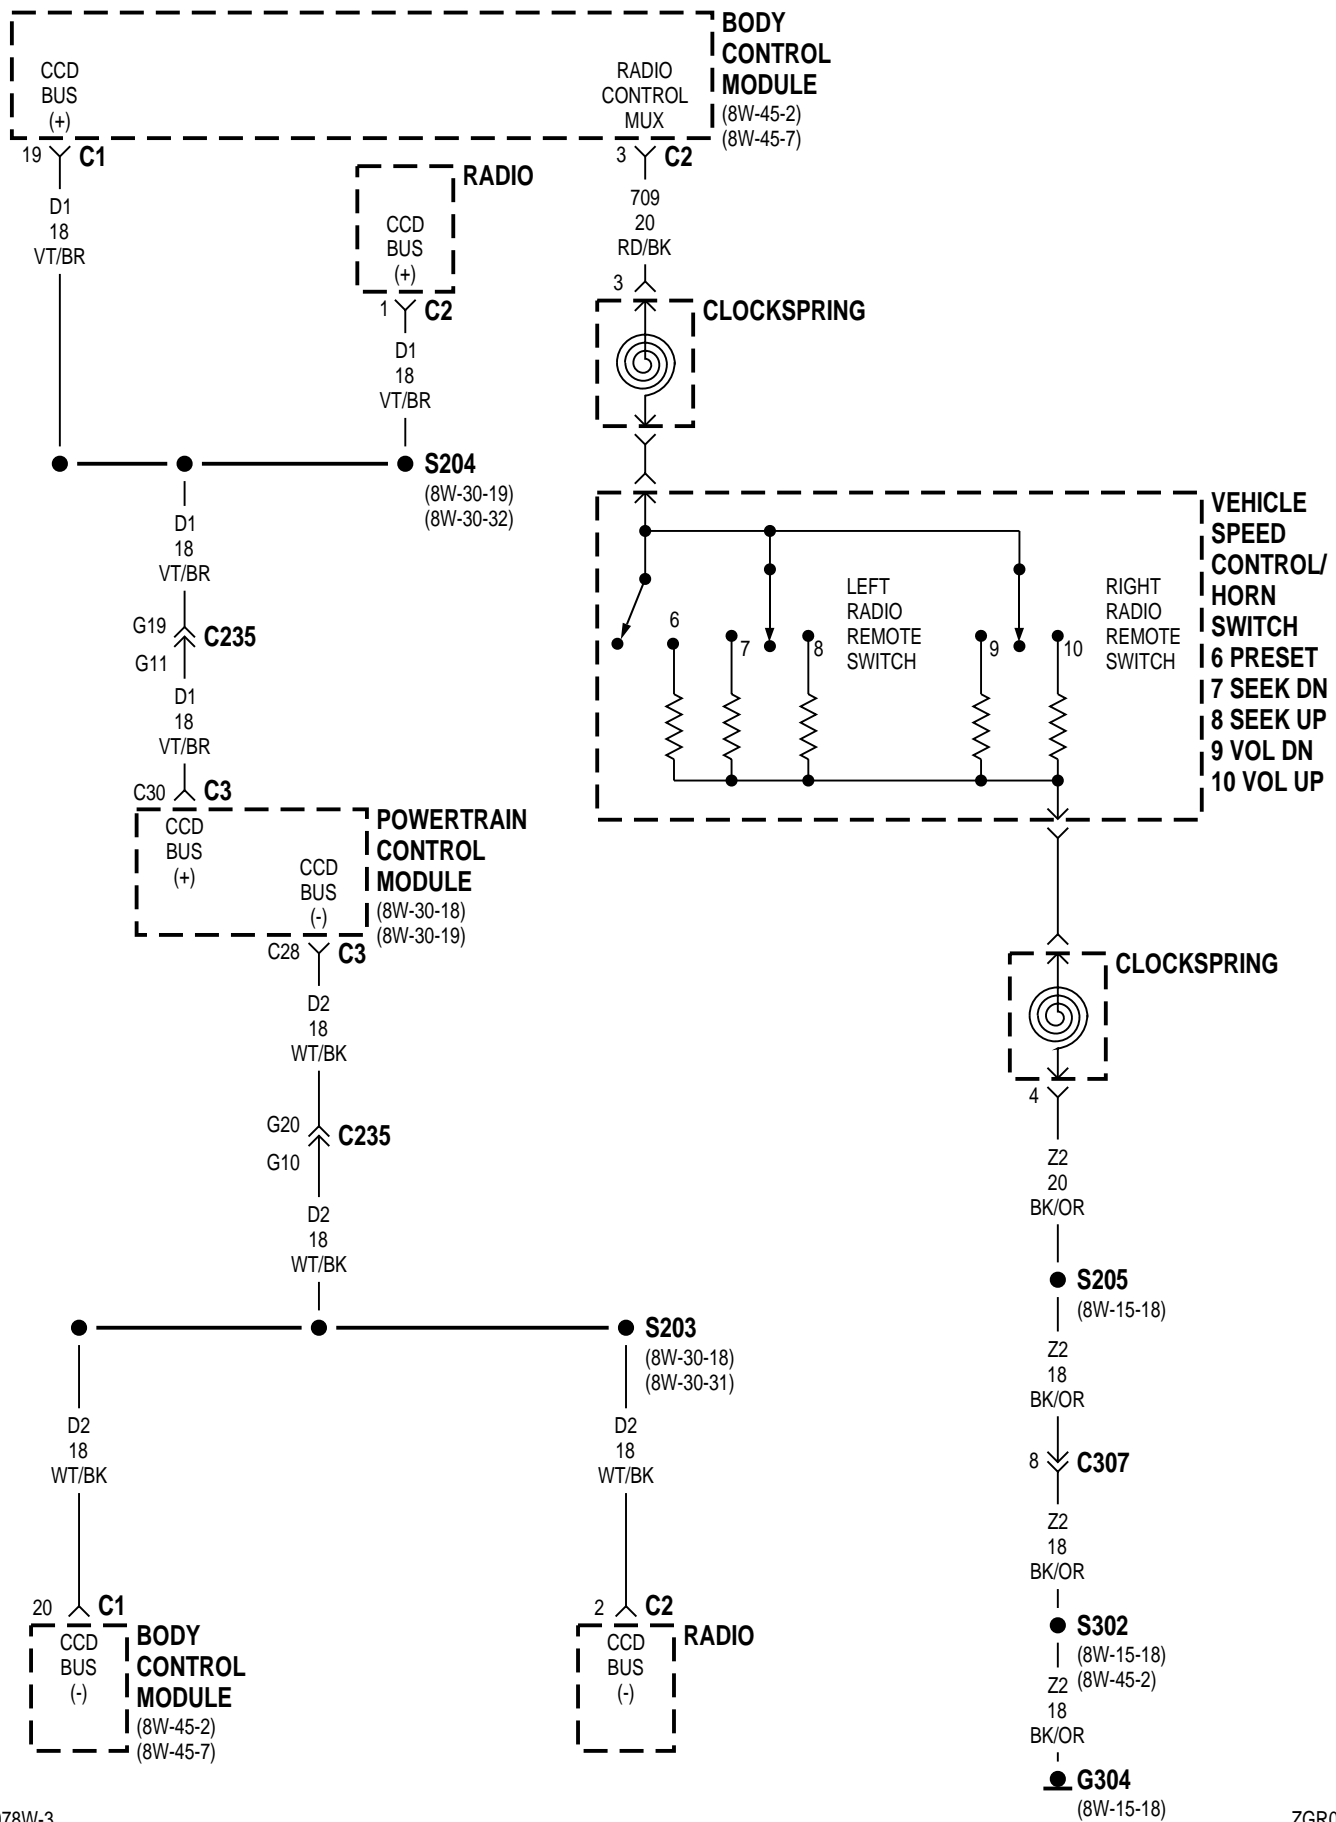 BODY
CONTROL
MODULE
(8W-45-2)
(8W-45-7)
CCD
BUS
(+)
RADIO
CONTROL
MUX
19 C1
3 C2
RADIO
CCD
BUS
(+)
1 C2
D1
18
VT/BR
D1
18
VT/BR
709
20
RD/BK
3
CLOCKSPRING
S204
(8W-30-19)
(8W-30-32)
D1
18
VT/BR
G19
C235
G11
D1
18
VT/BR
C30 C3
VEHICLE
SPEED
CONTROL/
HORN
SWITCH
6 PRESET
7 SEEK DN
8 SEEK UP
9 VOL DN
10 VOL UP
LEFT
RADIO
REMOTE
SWITCH
RIGHT
RADIO
REMOTE
SWITCH
6
7
8
9
10
POWERTRAIN
CONTROL
MODULE
(8W-30-18)
(8W-30-19)
CCD
BUS
(+)
CCD
BUS
(-)
C28 C3
D2
18
WT/BK
G20
C235
G10
D2
18
WT/BK
CLOCKSPRING
4
Z2
20
BK/OR
S205
(8W-15-18)
Z2
18
BK/OR
8 C307
Z2
18
BK/OR
S302
(8W-15-18)
(8W-45-2)
Z2
18
BK/OR
G304
(8W-15-18)
S203
(8W-30-18)
(8W-30-31)
D2
18
WT/BK
D2
18
WT/BK
20 C1
BODY
CONTROL
MODULE
(8W-45-2)
(8W-45-7)
CCD
BUS
(-)
2 C2
RADIO
CCD
BUS
(-)